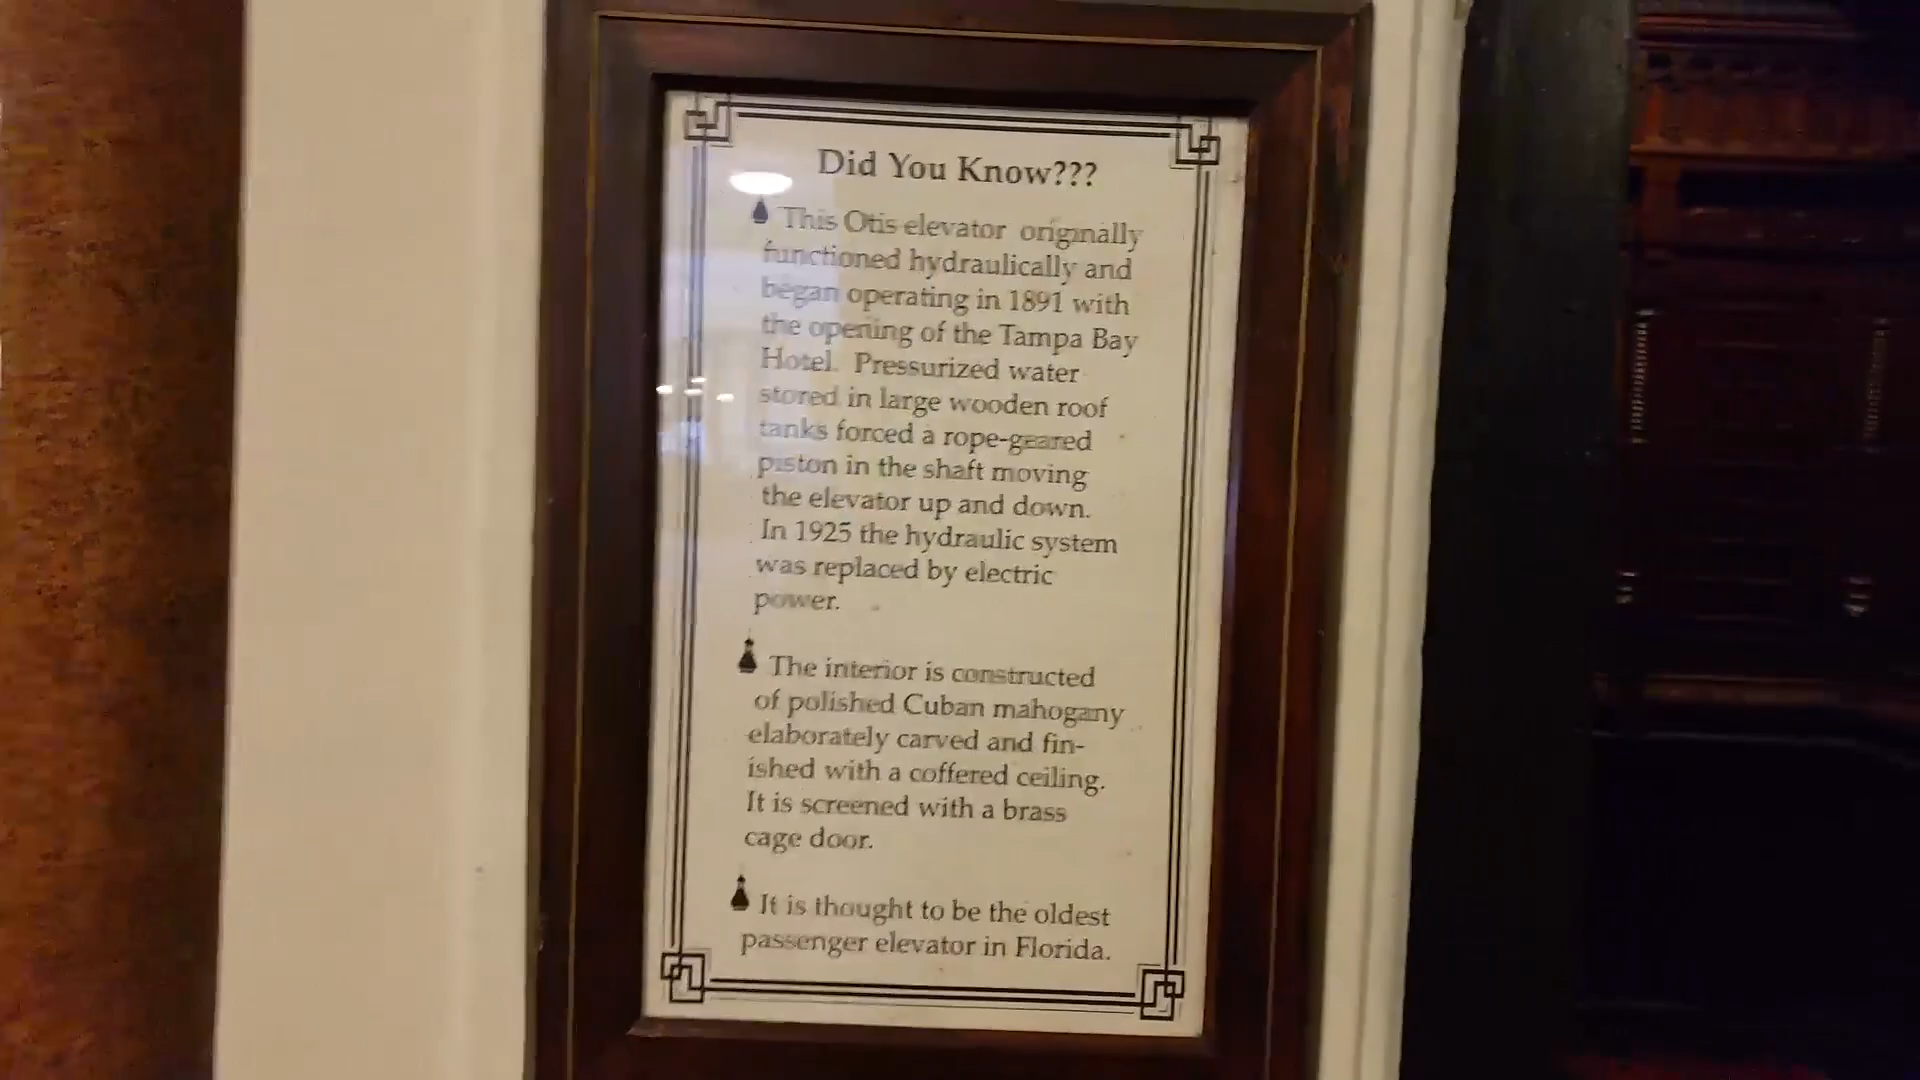 Did You Know???
This Otis elevator originally
functioned hydraulically and
began operating in 1891 with
the opening of the Tampa Bay
Hotel. Pressurized water
stored in large wooden roof
tanks forced a rope-geared
piston in the shaft moving
the elevator up and down.
In 1925 the hydraulic system
was replaced by electric
power.
The interior is constructed
of polished Cuban mahogany
elaborately carved and fin-
ished with a coffered ceiling.
It is screened with a brass
cage door.
It is thought to be the oldest
passenger elevator in Florida.